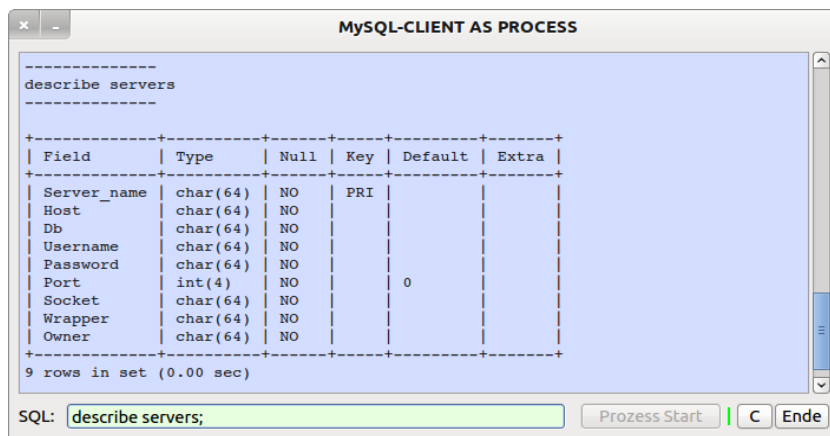 MySQL-CLIENT AS PROCESS
--------------
describe servers
--------------
+-------------+----------+------+-----+---------+-------+
| Field       | Type     | Null | Key | Default | Extra |
+-------------+----------+------+-----+---------+-------+
| Server_name | char(64) | NO   | PRI |         |       |
| Host        | char(64) | NO   |     |         |       |
| Db          | char(64) | NO   |     |         |       |
| Username    | char(64) | NO   |     |         |       |
| Password    | char(64) | NO   |     |         |       |
| Port        | int(4)   | NO   |     | 0       |       |
| Socket      | char(64) | NO   |     |         |       |
| Wrapper     | char(64) | NO   |     |         |       |
| Owner       | char(64) | NO   |     |         |       |
+-------------+----------+------+-----+---------+-------+
9 rows in set (0.00 sec)
SQL: describe servers; Prozess Start C Ende